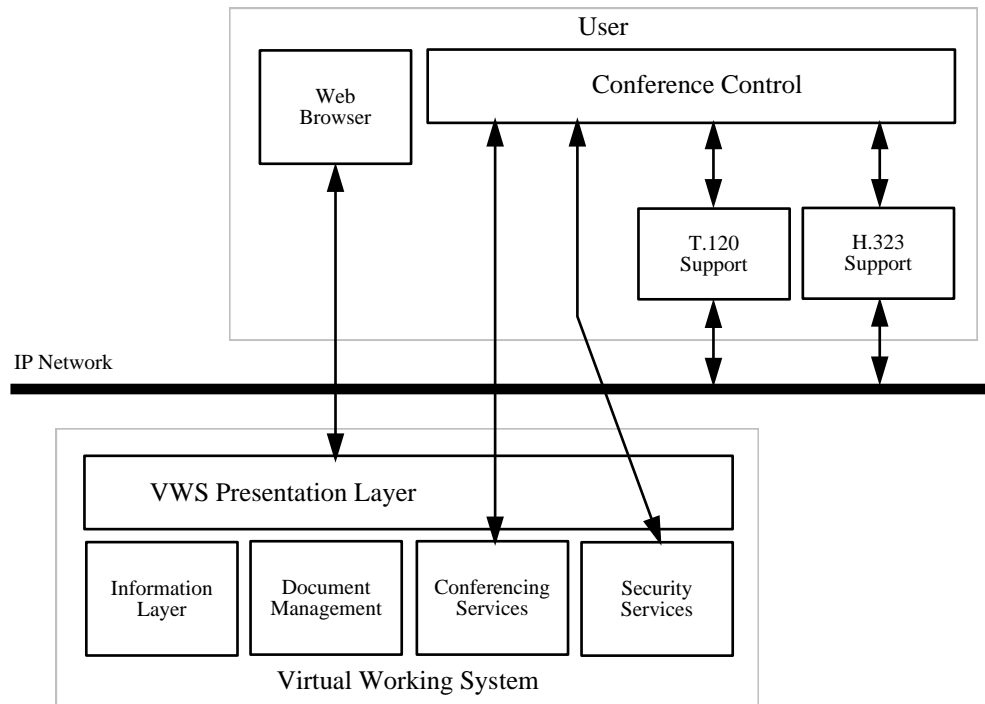 User
Web
Browser
Conference Control
T.120
Support
H.323
Support
IP Network
VWS Presentation Layer
Information
Layer
Document
Management
Conferencing
Services
Security
Services
Virtual Working System